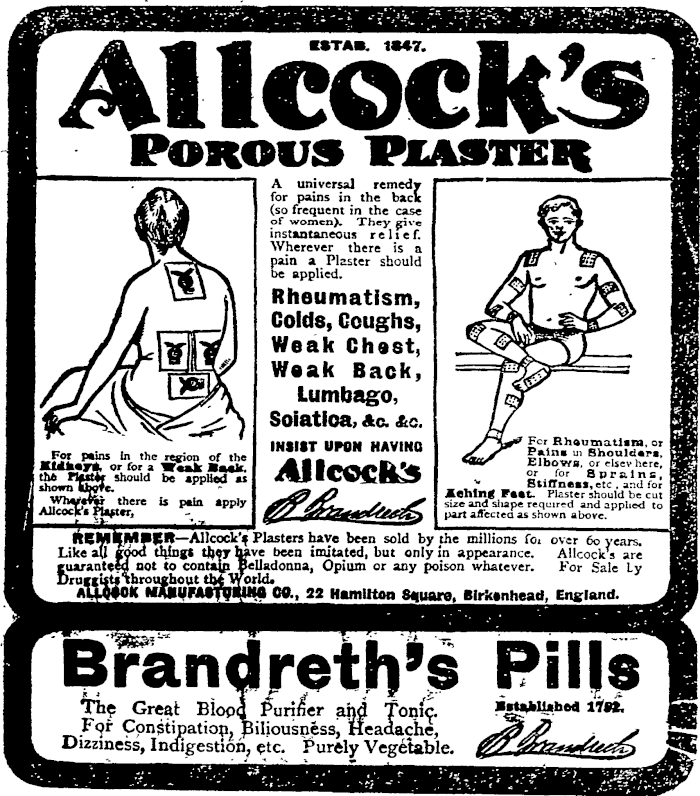 ESTAB. 1847.
Allcock's
POROUS PLASTER
A universal remedy
for pains in the back
(so frequent in the case
of women). They give
instantaneous relief.
Wherever there is a
pain a Plaster should
be applied.
Rheumatism,
Colds, Coughs,
Weak Chest,
Weak Back,
Lumbago,
Sciatica, &c. &c.
INSIST UPON HAVING
Allcock's
B. Brandreth
For pains in the region of the
Kidneys, or for a Weak Back,
the Plaster should be applied as
shown above.
Wherever there is pain apply
Allcock's Plaster,
For Rheumatism, or
Pains in Shoulders,
Elbows, or elsewhere,
or for Sprains,
Stiffness, etc, and for
Aching Feet. Plaster should be cut
size and shape required and applied to
part affected as shown above.
REMEMBER—Allcock's Plasters have been sold by the millions for over 60 years.
Like all good things they have been imitated, but only in appearance. Allcock's are
guaranteed not to contain Belladonna, Opium or any poison whatever. For Sale by
Druggists throughout the World.
ALLCOCK MANUFACTURING CO., 22 Hamilton Square, Birkenhead, England.
Brandreth's Pills
Established 1752.
The Great Blood Purifier and Tonic.
For Constipation, Biliousness, Headache,
Dizziness, Indigestion, etc. Purely Vegetable.
B. Brandreth